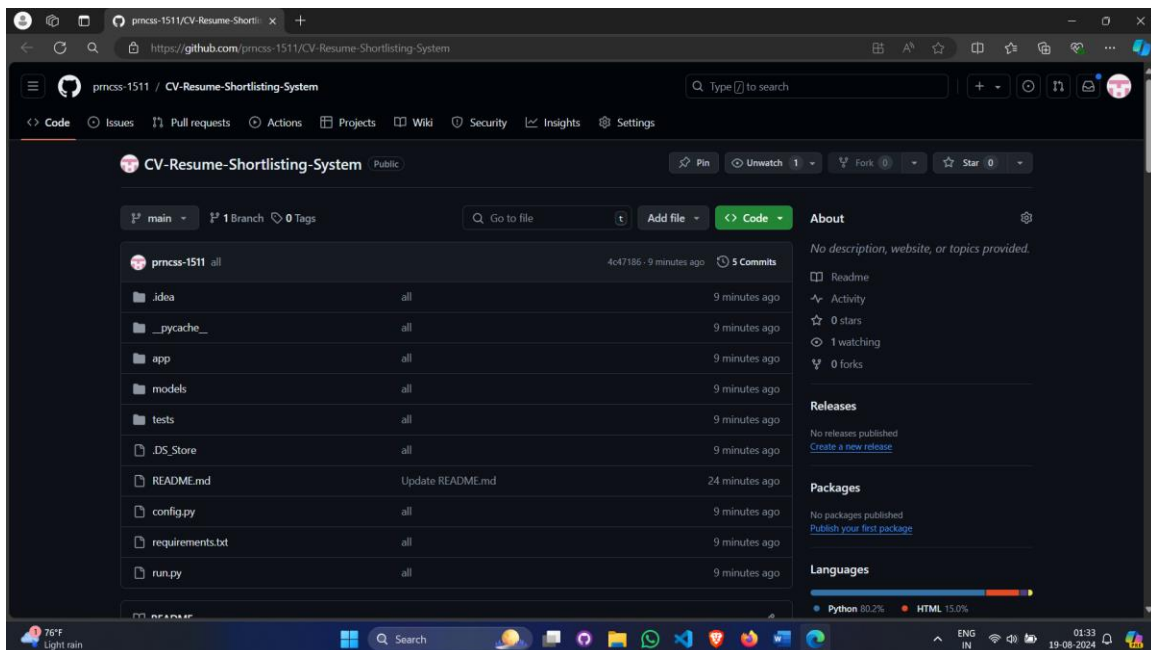 prncss-1511/CV-Resume-Shortli
https://github.com/prncss-1511/CV-Resume-Shortlisting-System
prncss-1511 / CV-Resume-Shortlisting-System
Type / to search
Code Issues Pull requests Actions Projects Wiki Security Insights Settings
CV-Resume-Shortlisting-System Public
Pin Unwatch 1 Fork 0 Star 0
main 1 Branch 0 Tags Go to file t Add file Code
About
No description, website, or topics provided.
prncss-1511 all 4c47186 · 9 minutes ago 5 Commits
.idea all 9 minutes ago
__pycache__ all 9 minutes ago
app all 9 minutes ago
models all 9 minutes ago
tests all 9 minutes ago
.DS_Store all 9 minutes ago
README.md Update README.md 24 minutes ago
config.py all 9 minutes ago
requirements.txt all 9 minutes ago
run.py all 9 minutes ago
README
Readme
Activity
0 stars
1 watching
0 forks
Releases
No releases published
Create a new release
Packages
No packages published
Publish your first package
Languages
Python 80.2% HTML 15.0%
76°F
Light rain
Search
ENG
IN
01:33
19-08-2024